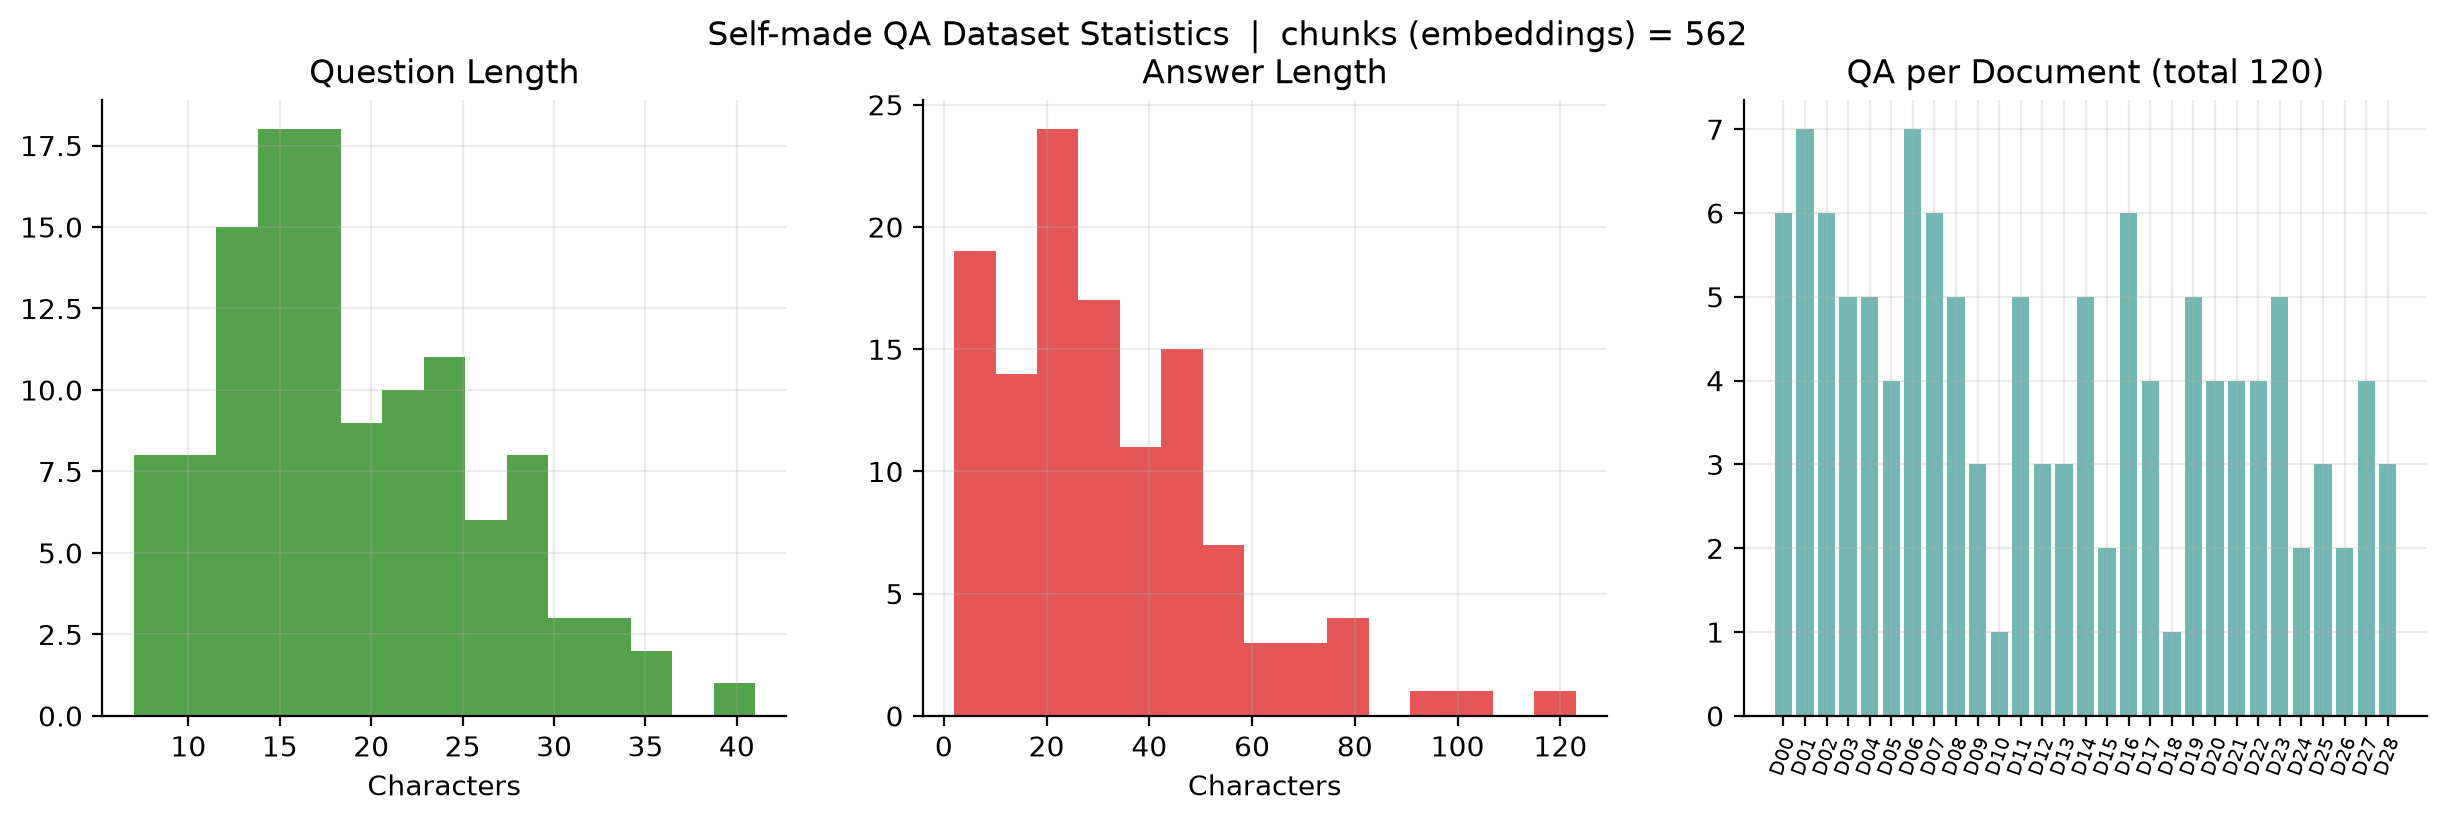 Self-made QA Dataset Statistics | chunks (embeddings) = 562
Question Length
17.5
15.0
12.5
10.0
7.5
5.0
2.5
0.0
10 15 20 25 30 35 40
Characters
Answer Length
25
20
15
10
5
0
0 20 40 60 80 100 120
Characters
QA per Document (total 120)
7
6
5
4
3
2
1
0
D00 D01 D02 D03 D04 D05 D06 D07 D08 D09 D10 D11 D12 D13 D14 D15 D16 D17 D18 D19 D20 D21 D22 D23 D24 D25 D26 D27 D28